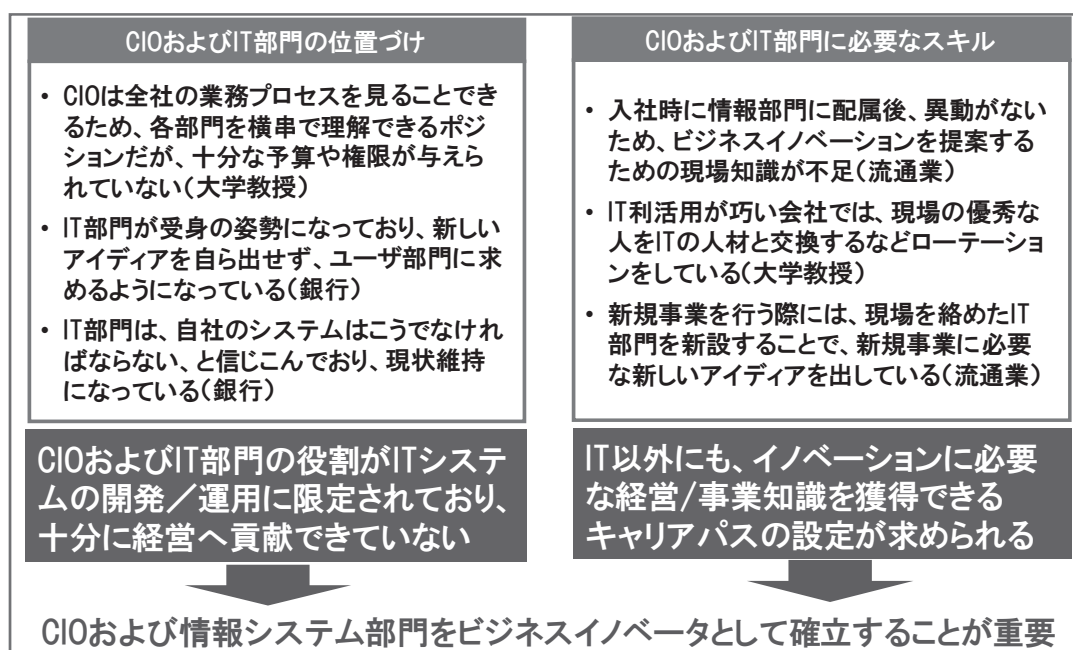 CIOおよびIT部門の位置づけ
• CIOは全社の業務プロセスを見ることでき
るため、各部門を横串で理解できるポジ
ションだが、十分な予算や権限が与えら
れていない(大学教授)
• IT部門が受身の姿勢になっており、新しい
アイディアを自ら出せず、ユーザ部門に求
めるようになっている(銀行)
• IT部門は、自社のシステムはこうでなけれ
ばならない、と信じこんでおり、現状維持
になっている(銀行)
CIOおよびIT部門の役割がITシステ
ムの開発/運用に限定されており、
十分に経営へ貢献できていない
CIOおよびIT部門に必要なスキル
• 入社時に情報部門に配属後、異動がない
ため、ビジネスイノベーションを提案する
ための現場知識が不足(流通業)
• IT利活用が巧い会社では、現場の優秀な
人をITの人材と交換するなどローテーショ
ンをしている(大学教授)
• 新規事業を行う際には、現場を絡めたIT
部門を新設することで、新規事業に必要
な新しいアイディアを出している(流通業)
IT以外にも、イノベーションに必要
な経営/事業知識を獲得できる
キャリアパスの設定が求められる
CIOおよび情報システム部門をビジネスイノベータとして確立することが重要